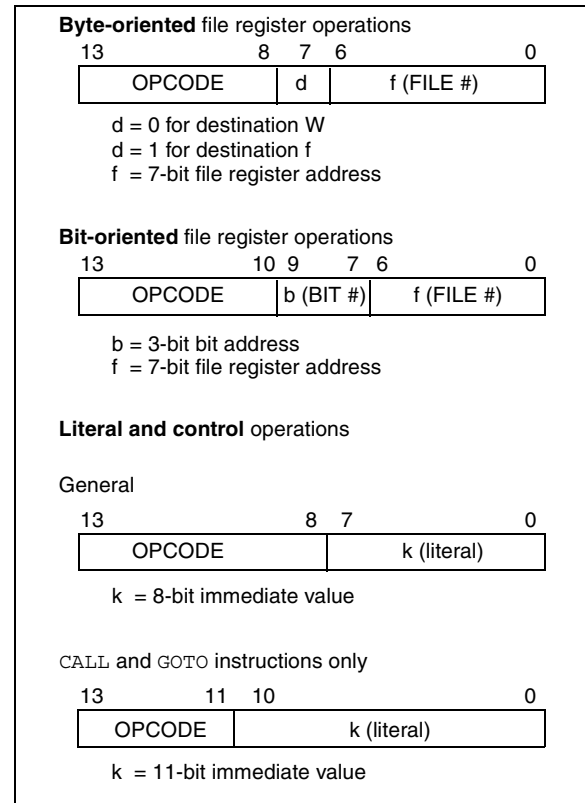 Byte-oriented file register operations
13 8 7 6 0
OPCODE d f (FILE #)
d = 0 for destination W
d = 1 for destination f
f = 7-bit file register address
Bit-oriented file register operations
13 10 9 7 6 0
OPCODE b (BIT #) f (FILE #)
b = 3-bit bit address
f = 7-bit file register address
Literal and control operations
General
13 8 7 0
OPCODE k (literal)
k = 8-bit immediate value
CALL and GOTO instructions only
13 11 10 0
OPCODE k (literal)
k = 11-bit immediate value